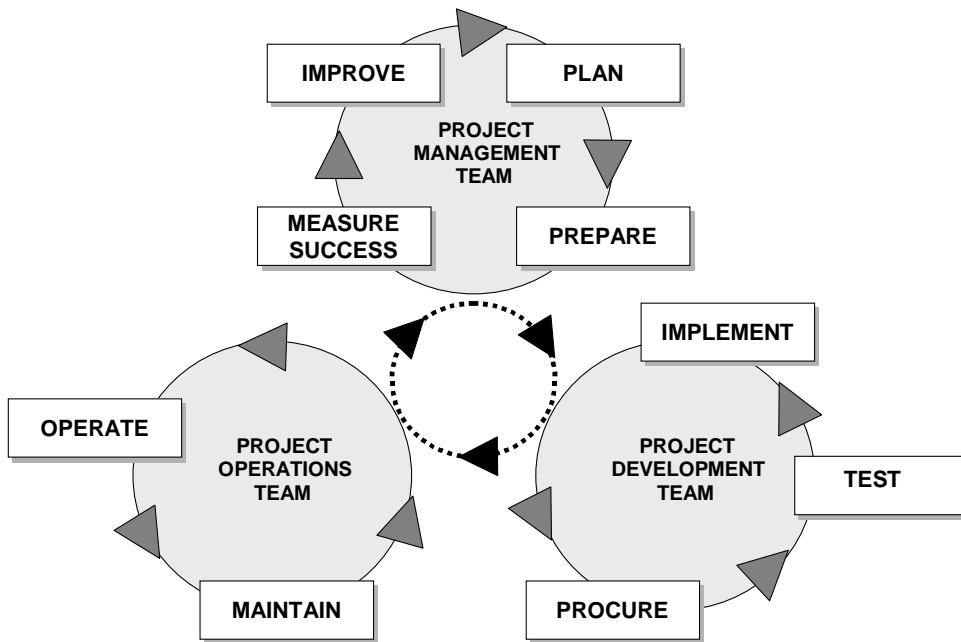 IMPROVE
PLAN
PROJECT
MANAGEMENT
TEAM
MEASURE
SUCCESS
PREPARE
IMPLEMENT
OPERATE
PROJECT
OPERATIONS
TEAM
PROJECT
DEVELOPMENT
TEAM
TEST
MAINTAIN
PROCURE